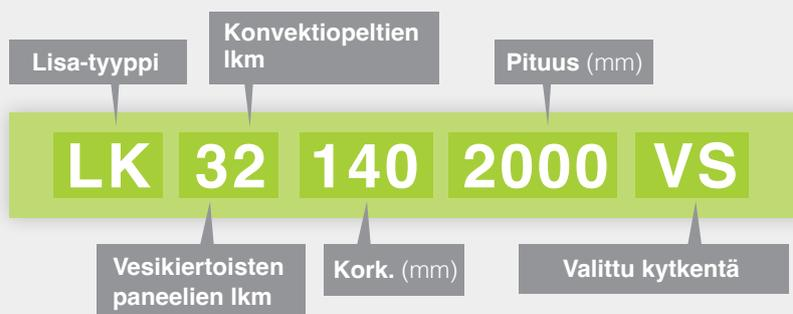 Konvektiopeltien
lkm
Lisa-tyyppi
Pituus (mm)
LK 32 140 2000 VS
Vesikiertoisten
paneelien lkm
Kork. (mm)
Valittu kytkentä